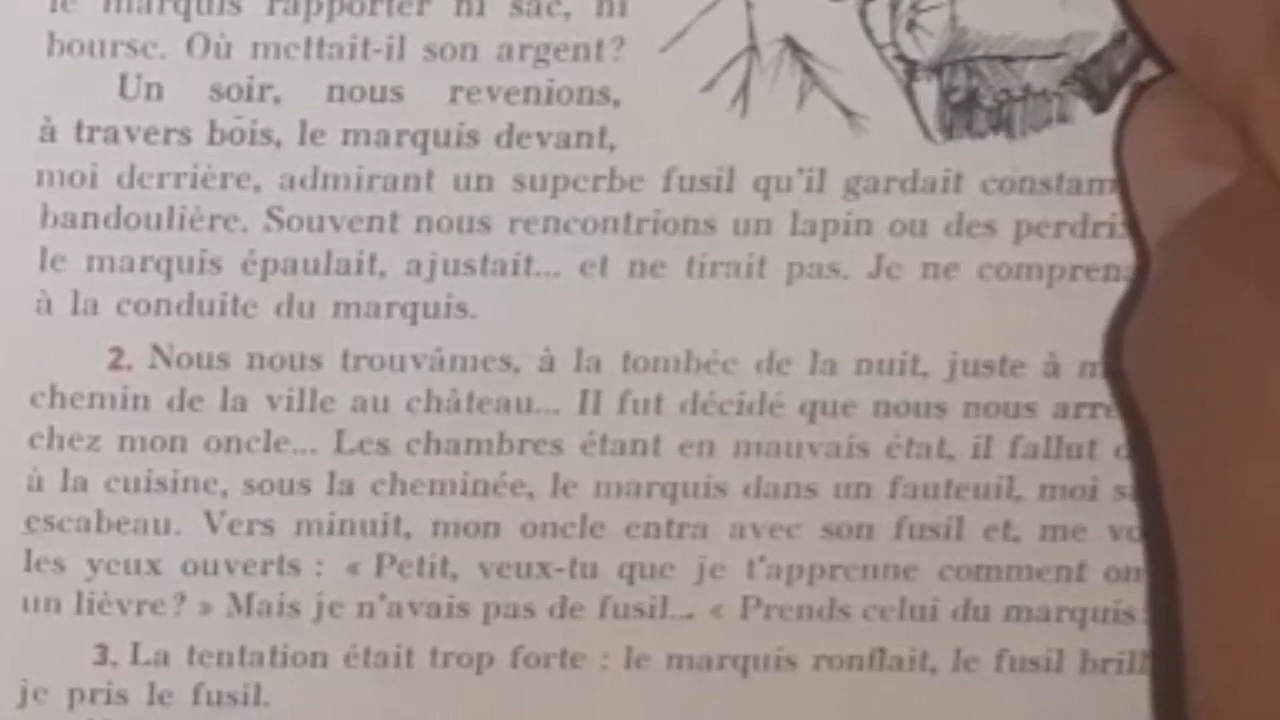 le marquis rapporter ni sac, ni
bourse. Où mettait-il son argent?
Un soir, nous revenions,
à travers bois, le marquis devant,
moi derrière, admirant un superbe fusil qu'il gardait
bandoulière. Souvent nous rencontrions un lapin ou des
le marquis épaulait, ajustait... et ne tirait pas. Je ne
à la conduite du marquis.
2. Nous nous trouvâmes, à la tombée de la nuit, juste à
chemin de la ville au château... Il fut décidé que nous nous
chez mon oncle... Les chambres étant en mauvais état, il fallut
à la cuisine, sous la cheminée, le marquis dans un fauteuil, moi
escabeau. Vers minuit, mon oncle entra avec son fusil et, me
les yeux ouverts : « Petit, veux-tu que je t'apprenne comment on
un lièvre? » Mais je n'avais pas de fusil... « Prends celui du marquis
3. La tentation était trop forte : le marquis ronflait, le fusil
je pris le fusil.